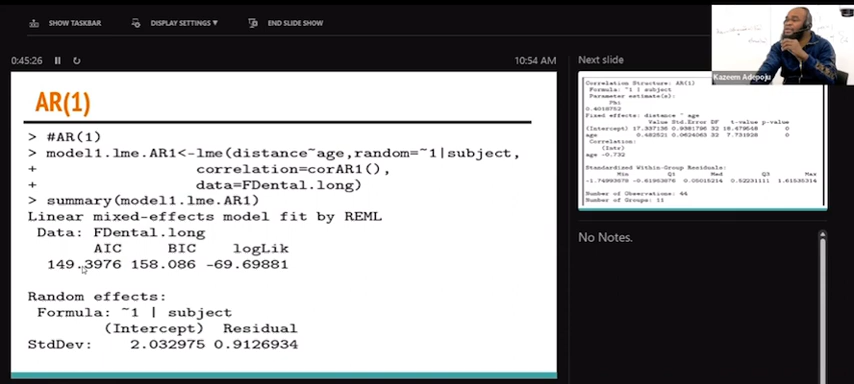 SHOW TASKBAR
DISPLAY SETTINGS ▼
END SLIDE SHOW
0:45:26
10:54 AM
AR(1)
> #AR(1)
> model1.lme.AR1<-lme(distance~age,random=~1|subject,
+ correlation=corAR1(),
+ data=FDental.long)
> summary(model1.lme.AR1)
Linear mixed-effects model fit by REML
Data: FDental.long
AIC BIC logLik
149.3976 158.086 -69.69881
Random effects:
Formula: ~1 | subject
(Intercept) Residual
StdDev: 2.032975 0.9126934
Kazeem Adepoju
Next slide
Correlation Structure: AR(1)
Formula: ~1 | subject
Parameter estimate(s):
Phi
Fixed effects: distance ~ age
Value Std.Error DF t-value p-value
Correlation:
(Intr)
age -0.732
Standardized Within-Group Residuals:
Min Q1 Med Q3 Max
Number of Observations: 44
Number of Groups: 11
No Notes.